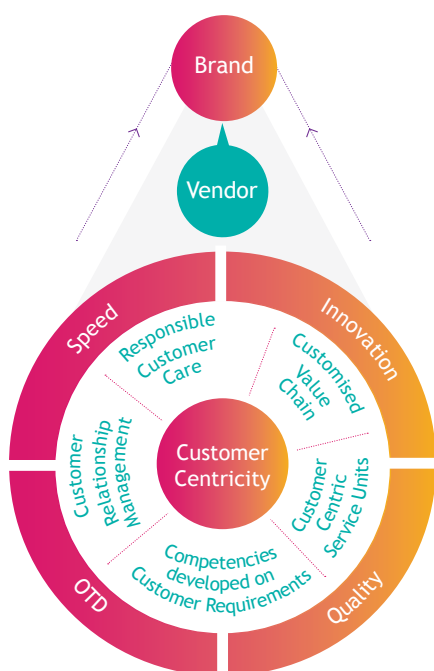 Brand
Vendor
Speed
Innovation
Responsible
Customer
Care
Customised
Value
Chain
Customer
Relationship
Management
Customer
Centricity
Customer
Centric
Service Units
Competencies
developed on
Customer Requirements
OTD
Quality